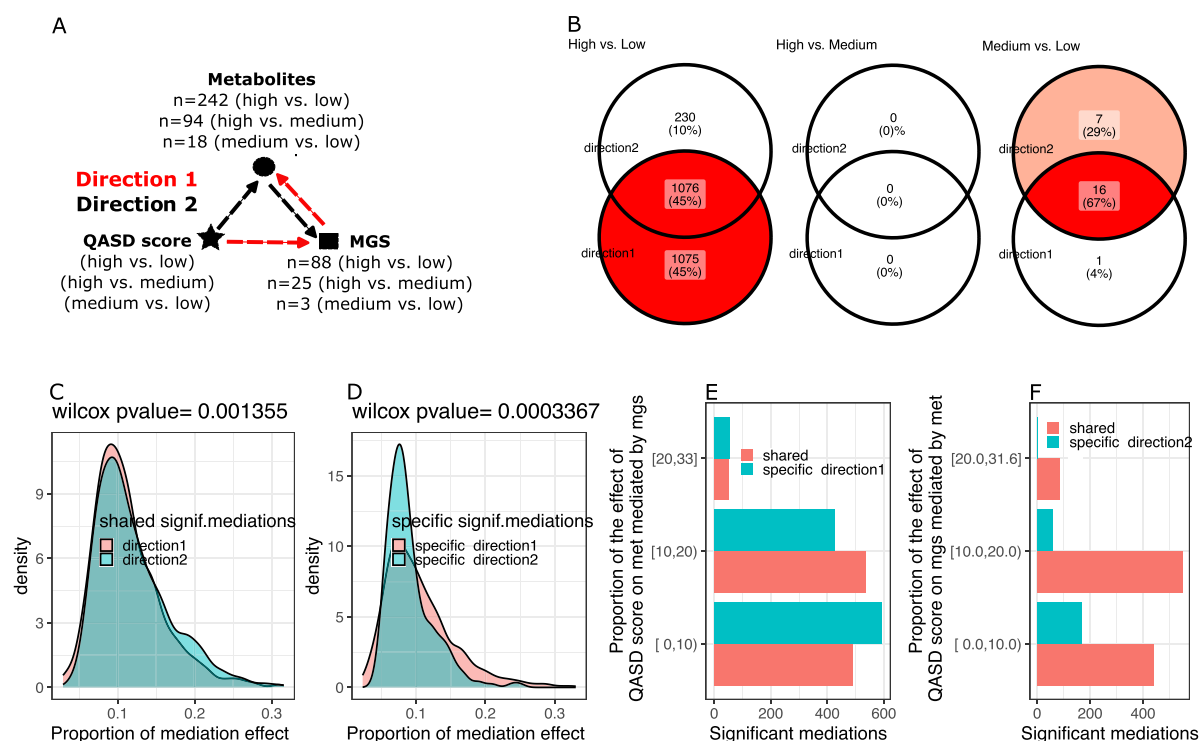 A
Metabolites
n=242 (high vs. low)
n=94 (high vs. medium)
n=18 (medium vs. low)
Direction 1
Direction 2
QASD score
(high vs. low)
(high vs. medium)
(medium vs. low)
MGS
n=88 (high vs. low)
n=25 (high vs. medium)
n=3 (medium vs. low)
B
High vs. Low
230
(10%)
direction2
1076
(45%)
direction1
1075
(45%)
High vs. Medium
0
(0)%
direction2
0
(0%)
direction1
0
(0%)
Medium vs. Low
7
(29%)
direction2
16
(67%)
direction1
1
(4%)
C
wilcox pvalue= 0.001355
density
9
6
3
0
shared signif.mediations
direction1
direction2
0.1 0.2 0.3
Proportion of mediation effect
D
wilcox pvalue= 0.0003367
density
15
10
5
0
specific signif.mediations
specific direction1
specific direction2
0.1 0.2 0.3
Proportion of mediation effect
E
Proportion of the effect of
QASD score on met mediated by mgs
shared
specific direction1
[20,33]
[10,20)
[ 0,10)
0 200 400 600
Significant mediations
F
Proportion of the effect of
QASD score on mgs mediated by met
shared
specific direction2
[20.0,31.6]
[10.0,20.0)
[ 0.0,10.0)
0 200 400
Significant mediations